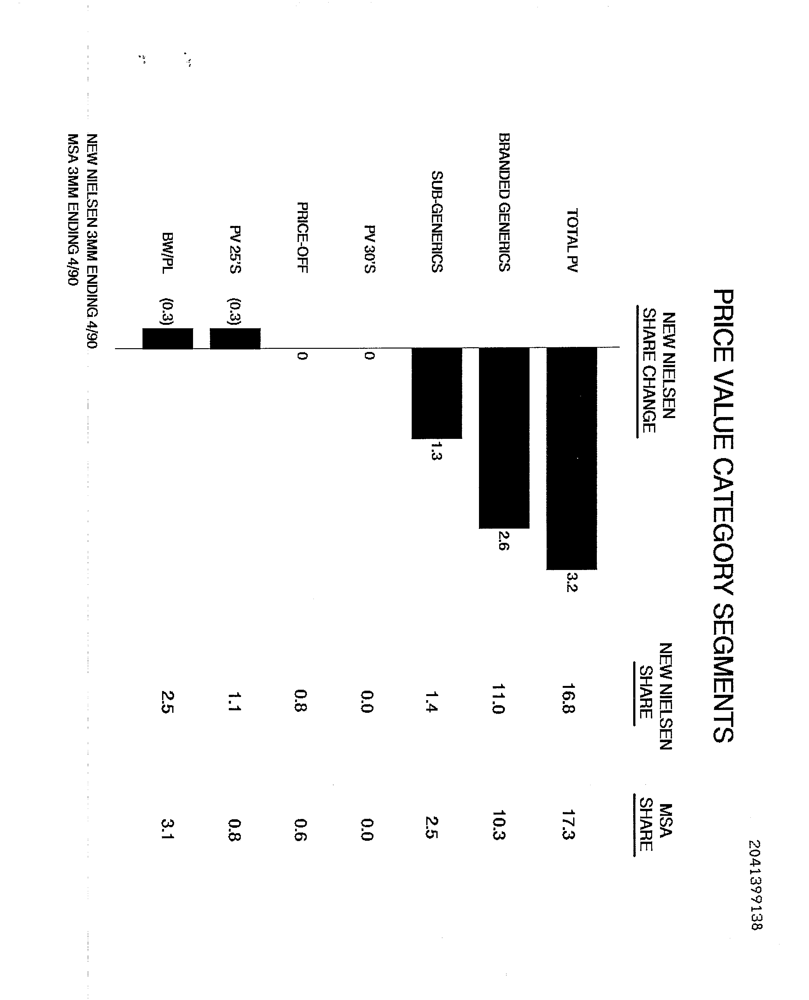 PRICE VALUE CATEGORY SEGMENTS
NEW NIELSEN SHARE CHANGE
NEW NIELSEN SHARE
MSA SHARE
TOTAL PV 3.2 16.8 17.3
BRANDED GENERICS 2.6 11.0 10.3
SUB-GENERICS 1.3 1.4 2.5
PV 30'S 0 0.0 0.0
PRICE-OFF 0 0.8 0.6
PV 25'S (0.3) 1.1 0.8
BW/PL (0.3) 2.5 3.1
NEW NIELSEN 3MM ENDING 4/90
MSA 3MM ENDING 4/90
2041399138